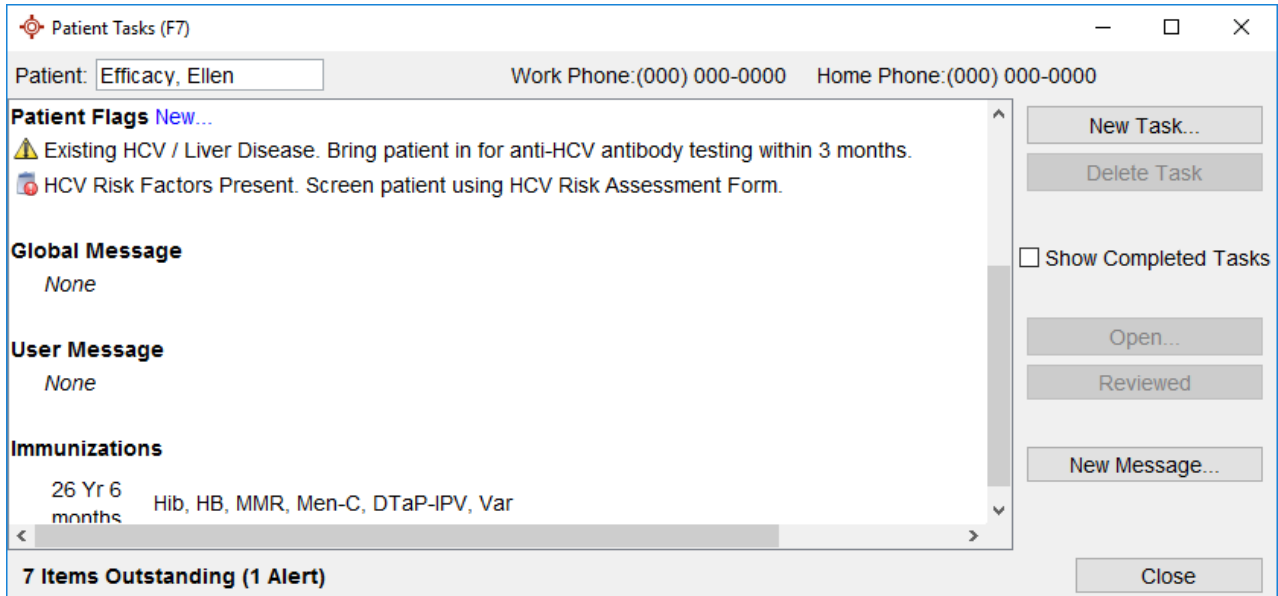 Patient Tasks (F7)
Patient: Efficacy, Ellen Work Phone:(000) 000-0000 Home Phone:(000) 000-0000
Patient Flags New...
Existing HCV / Liver Disease. Bring patient in for anti-HCV antibody testing within 3 months.
HCV Risk Factors Present. Screen patient using HCV Risk Assessment Form.
Global Message
None
User Message
None
Immunizations
26 Yr 6
months
Hib, HB, MMR, Men-C, DTaP-IPV, Var
7 Items Outstanding (1 Alert)
New Task...
Delete Task
Show Completed Tasks
Open...
Reviewed
New Message...
Close